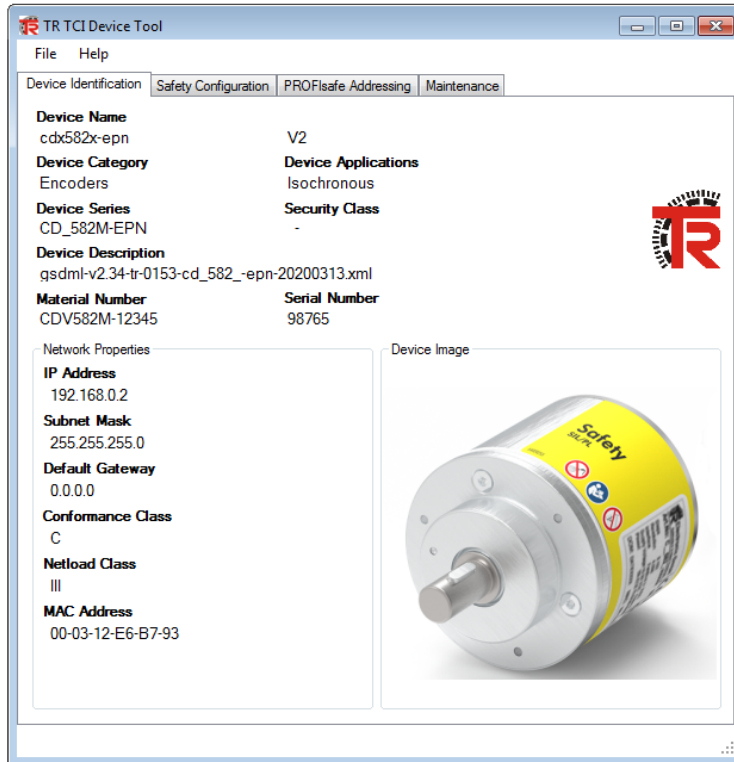 TR TCI Device Tool
File Help
Device Identification Safety Configuration PROFIsafe Addressing Maintenance
Device Name
cdx582x-epn V2
Device Category Device Applications
Encoders Isochronous
Device Series Security Class
CD_582M-EPN -
Device Description
gsdml-v2.34-tr-0153-cd_582_-epn-20200313.xml
Material Number Serial Number
CDV582M-12345 98765
TR
Network Properties
IP Address
192.168.0.2
Subnet Mask
255.255.255.0
Default Gateway
0.0.0.0
Conformance Class
C
Netload Class
III
MAC Address
00-03-12-E6-B7-93
Device Image
Safety
SIL/PL